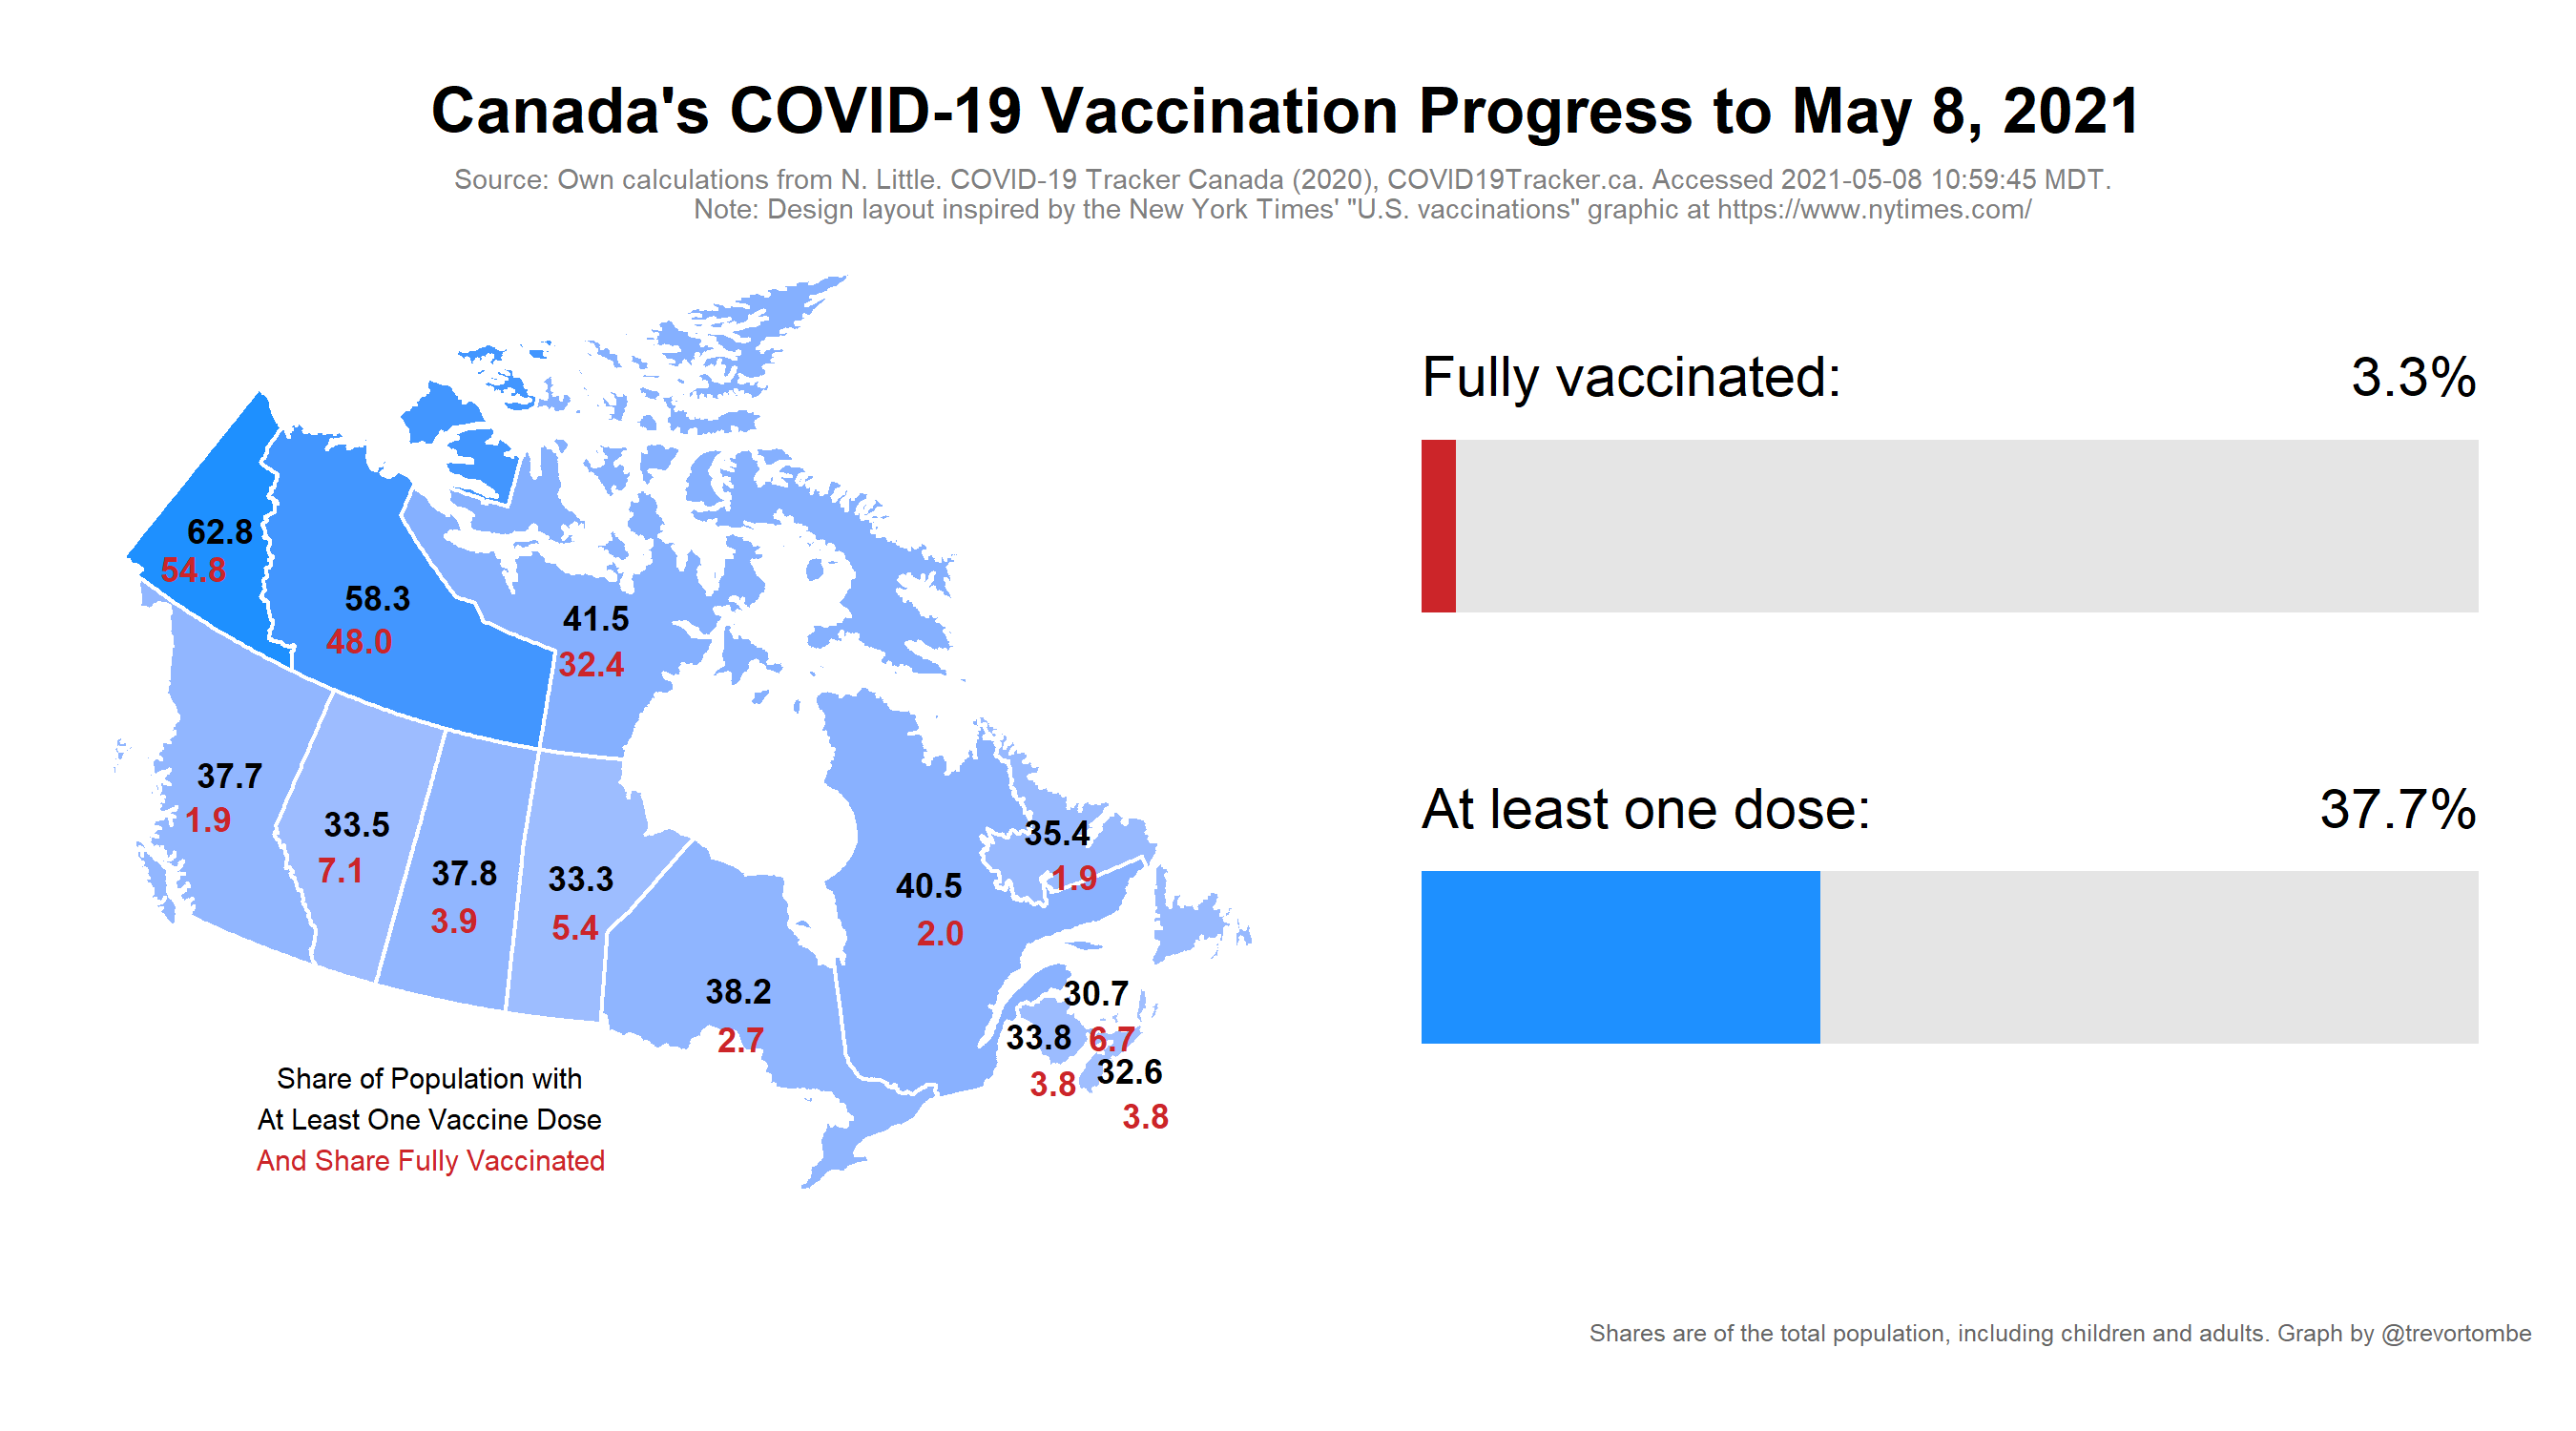 Canada's COVID-19 Vaccination Progress to May 8, 2021
Source: Own calculations from N. Little. COVID-19 Tracker Canada (2020), COVID19Tracker.ca. Accessed 2021-05-08 10:59:45 MDT.
Note: Design layout inspired by the New York Times' "U.S. vaccinations" graphic at https://www.nytimes.com/
62.8
54.8
58.3
48.0
41.5
32.4
37.7
1.9
33.5
7.1
37.8
3.9
33.3
5.4
38.2
2.7
40.5
2.0
35.4
1.9
30.7
6.7
33.8
3.8
32.6
3.8
Share of Population with
At Least One Vaccine Dose
And Share Fully Vaccinated
Fully vaccinated: 3.3%
At least one dose: 37.7%
Shares are of the total population, including children and adults. Graph by @trevortombe